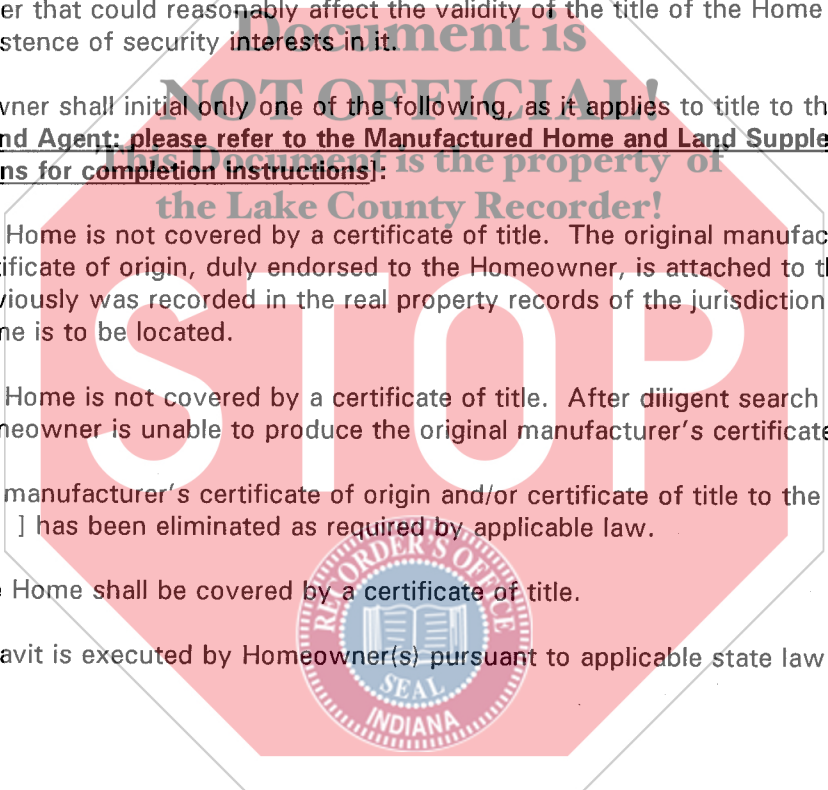 er that could reasonably affect the validity of the title of the Home
Document is
stence of security interests in it.
NOT OFFICIAL!
wner shall initial only one of the following, as it applies to title to th
nd Agent: please refer to the Manufactured Home and Land Supple
This Document is the property of
ns for completion instructions]:
the Lake County Recorder!
Home is not covered by a certificate of title. The original manufac
ificate of origin, duly endorsed to the Homeowner, is attached to th
viously was recorded in the real property records of the jurisdiction
ne is to be located.
STOP
Home is not covered by a certificate of title. After diligent search
neowner is unable to produce the original manufacturer's certificate
manufacturer's certificate of origin and/or certificate of title to the
] has been eliminated as required by applicable law.
RECORDER'S OFFICE
Home shall be covered by a certificate of title.
avit is executed by Homeowner(s) pursuant to applicable state law
SEAL
INDIANA